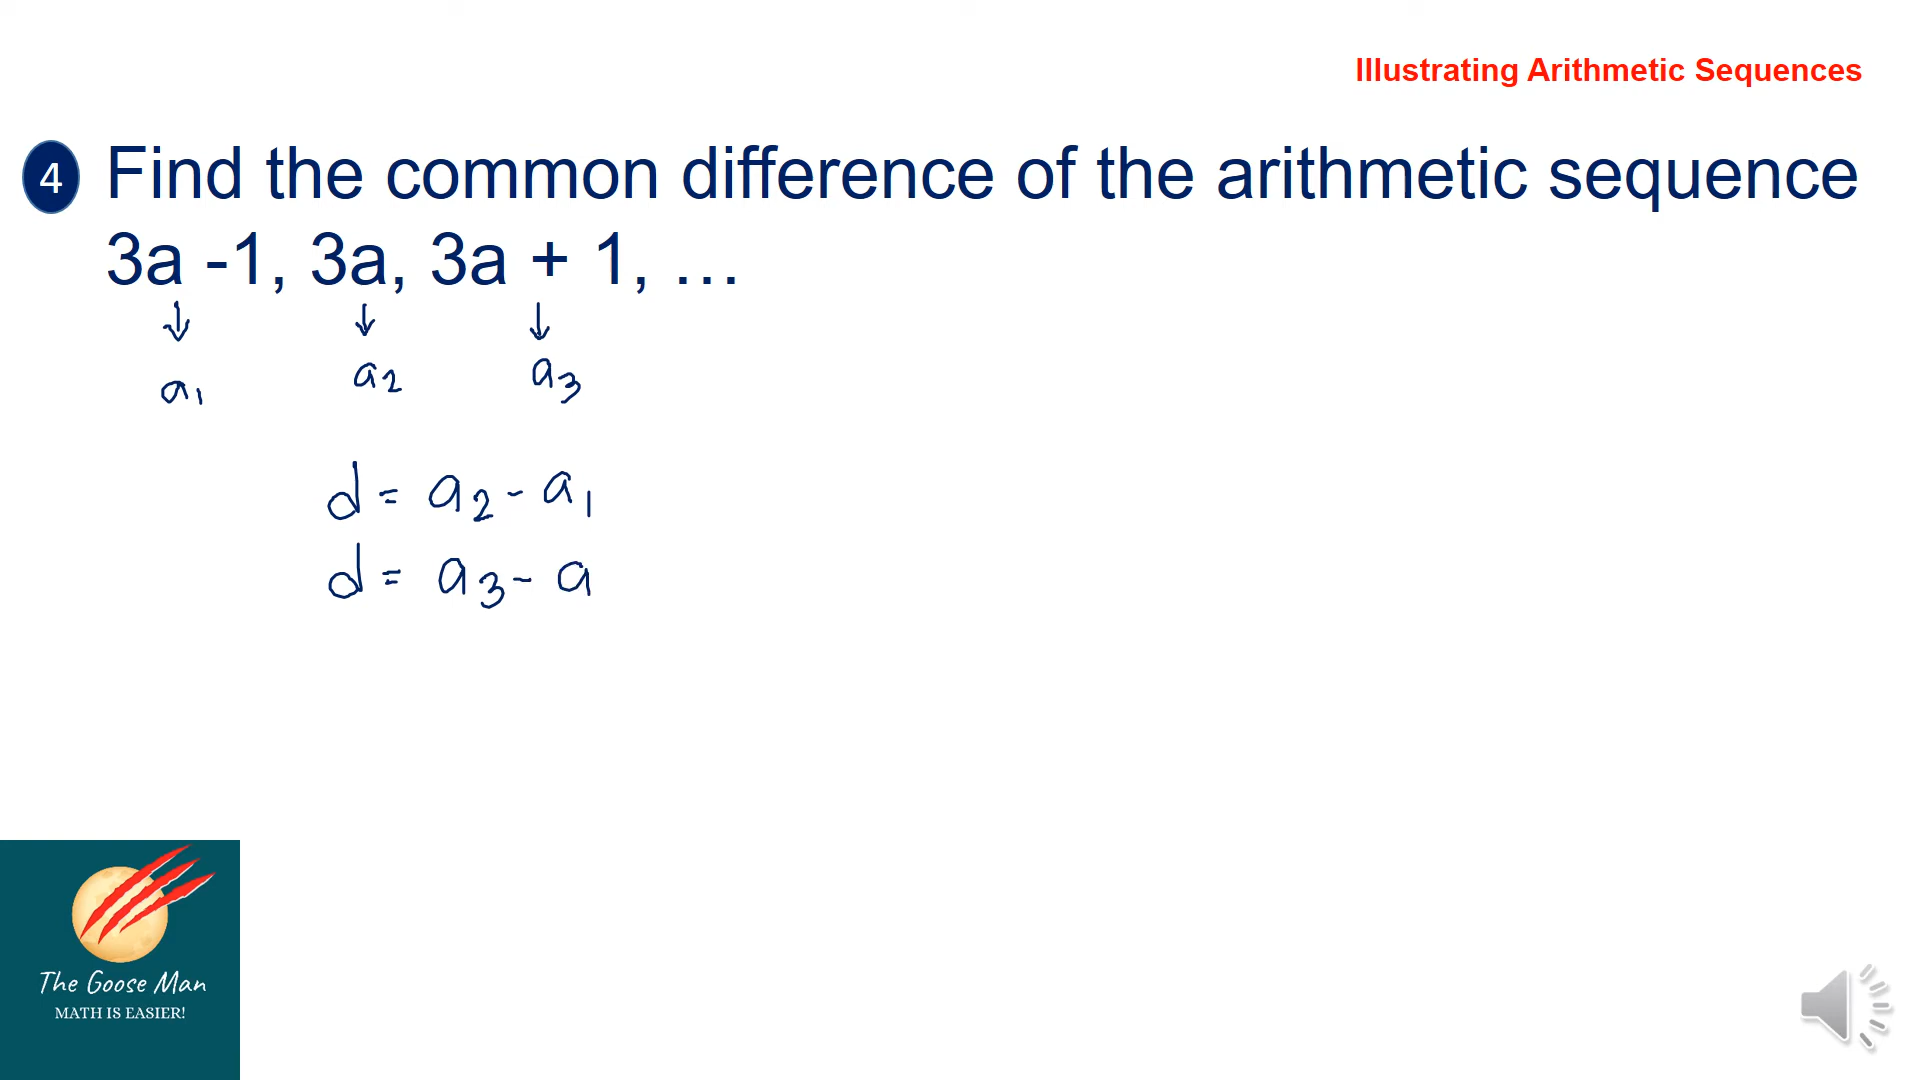 Illustrating Arithmetic Sequences
4 Find the common difference of the arithmetic sequence
3a -1, 3a, 3a + 1, …
↓ ↓ ↓
a₁ a₂ a₃
d = a₂ - a₁
d = a₃ - a
The Goose Man
MATH IS EASIER!